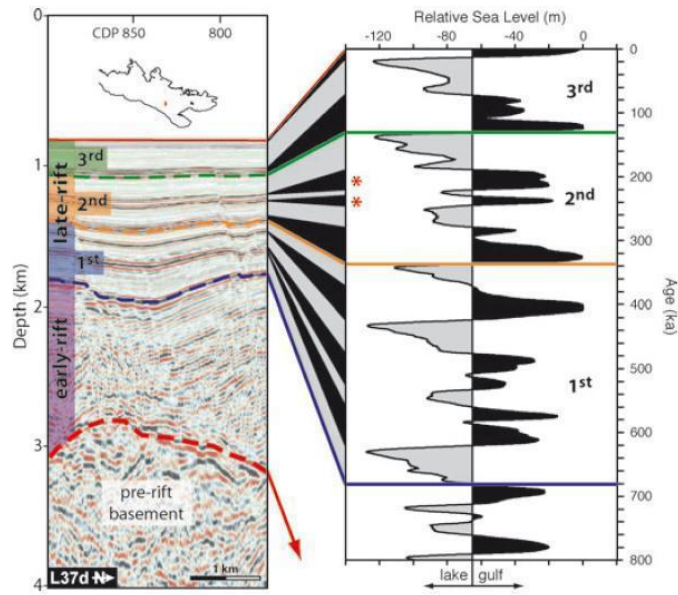 0
CDP 850 800
1
2
3
4
Depth (km)
late-rift
early-rift
3rd
2nd
1st
pre-rift
basement
L37d N
1 km
Relative Sea Level (m)
-120 -80 -40 0
0
100
200
300
400
500
600
700
800
Age (ka)
3rd
*
*
2nd
1st
lake gulf